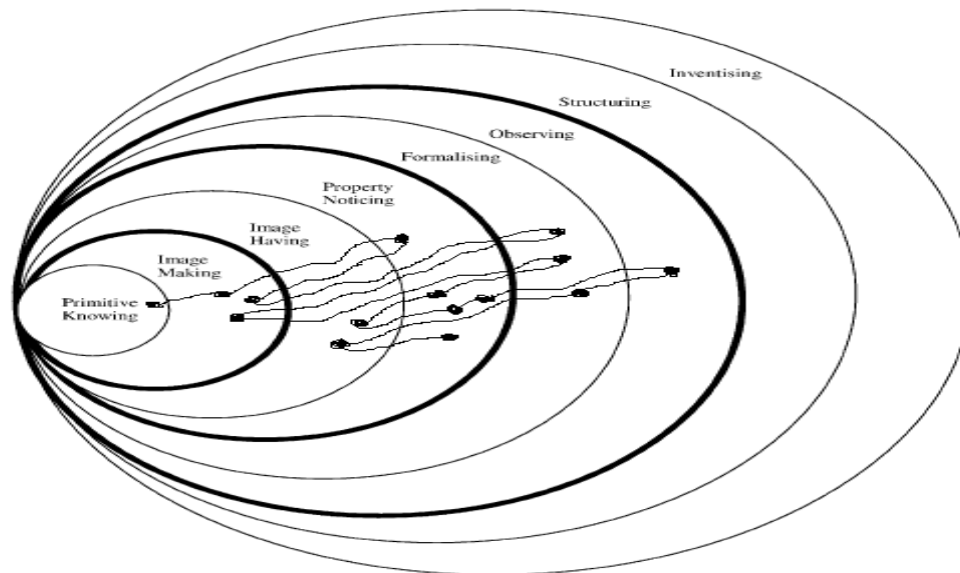 Inventising
Structuring
Observing
Formalising
Property
Noticing
Image
Having
Image
Making
Primitive
Knowing